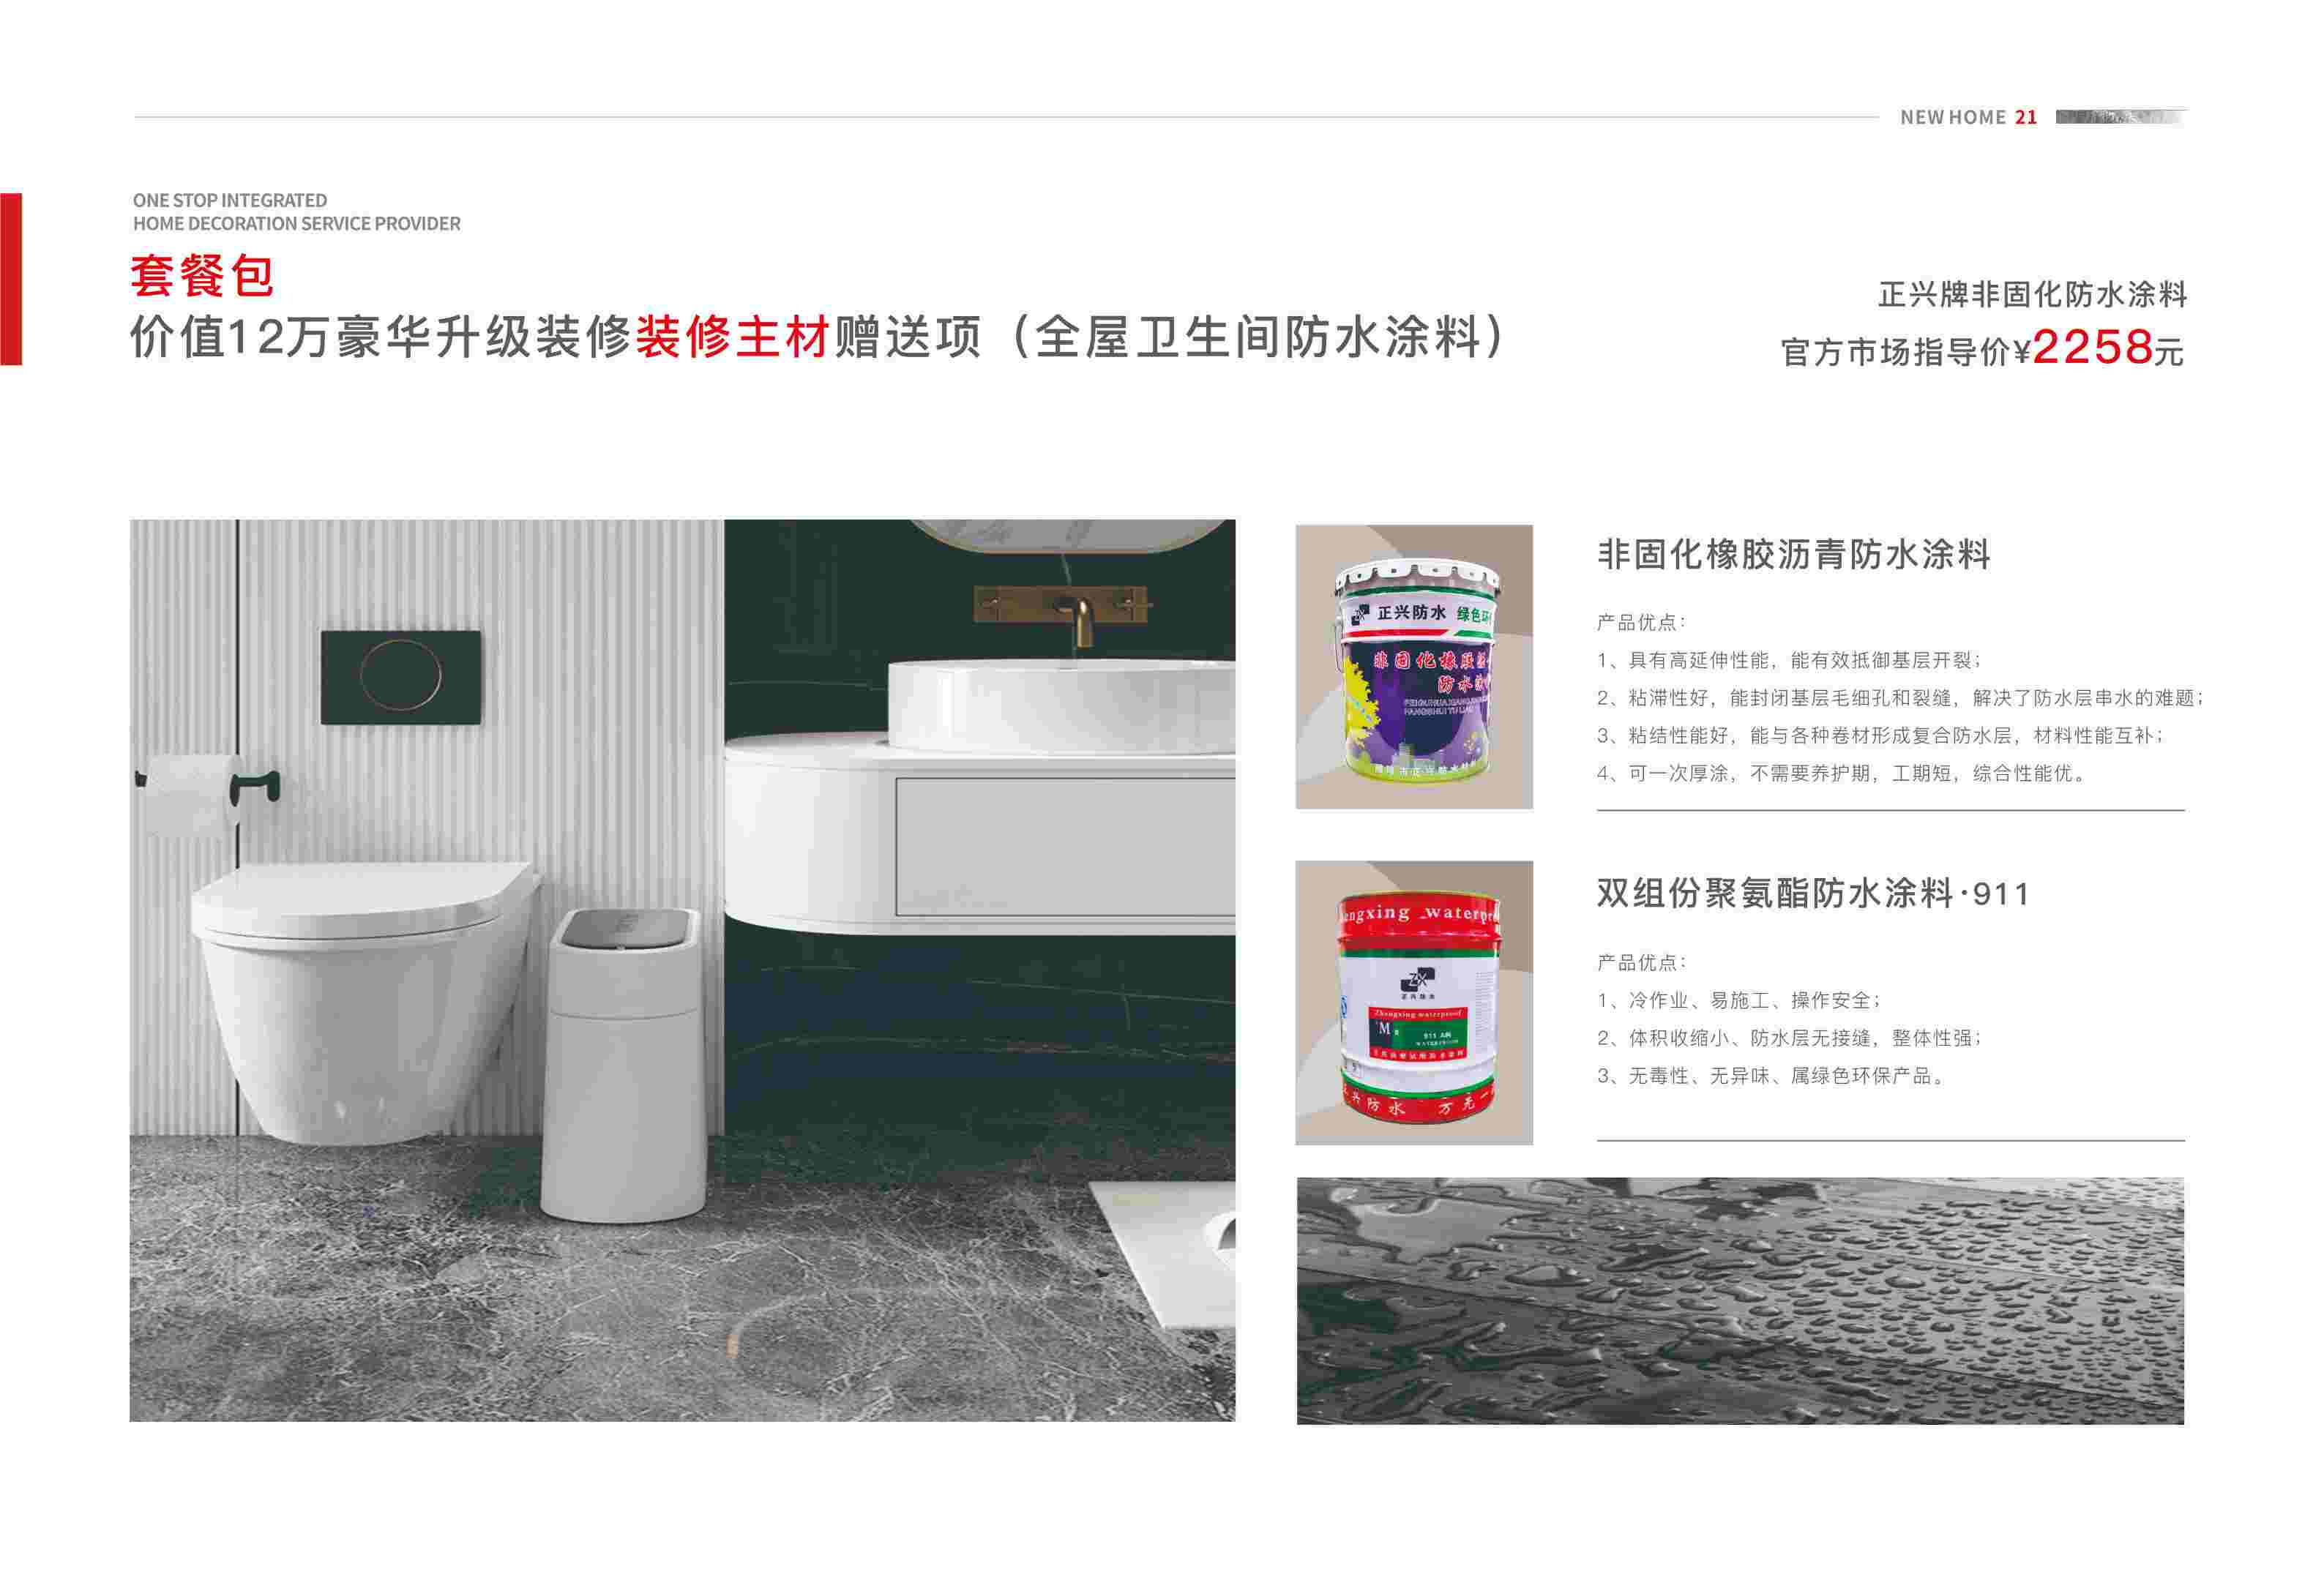 NEW HOME 21
ONE STOP INTEGRATED
HOME DECORATION SERVICE PROVIDER
套餐包
价值12万豪华升级装修装修主材赠送项（全屋卫生间防水涂料）
正兴牌非固化防水涂料
官方市场指导价¥2258元
正兴防水 绿色环
非固化橡胶沥
防水涂
非固化橡胶沥青防水涂料
产品优点：
1、具有高延伸性能，能有效抵御基层开裂；
2、粘滞性好，能封闭基层毛细孔和裂缝，解决了防水层串水的难题；
3、粘结性能好，能与各种卷材形成复合防水层，材料性能互补；
4、可一次厚涂，不需要养护期，工期短，综合性能优。
engxing waterpr
ZX
正兴防水
Zhengxing waterproof
911
兴防水 万元一
双组份聚氨酯防水涂料·911
产品优点：
1、冷作业、易施工、操作安全；
2、体积收缩小、防水层无接缝，整体性强；
3、无毒性、无异味、属绿色环保产品。